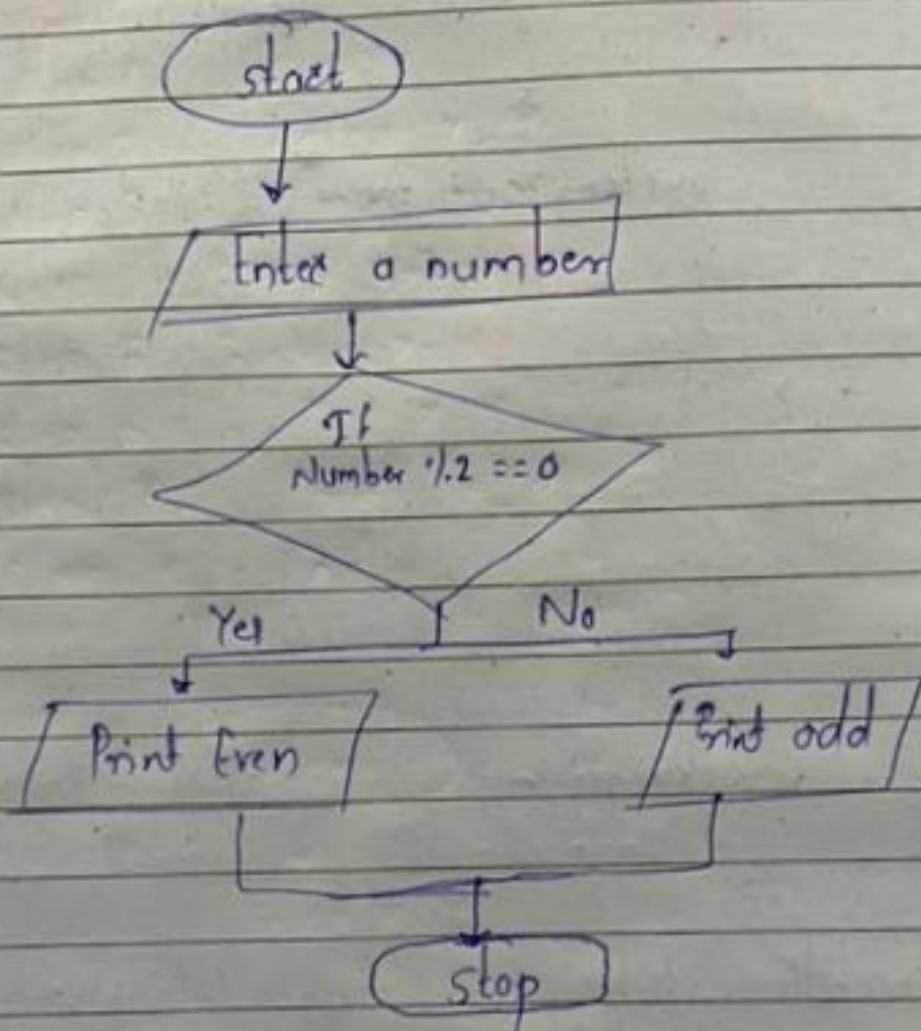 start
Enter a number
If
Number %2 ==0
Yes
No
Print Even
Print odd
stop